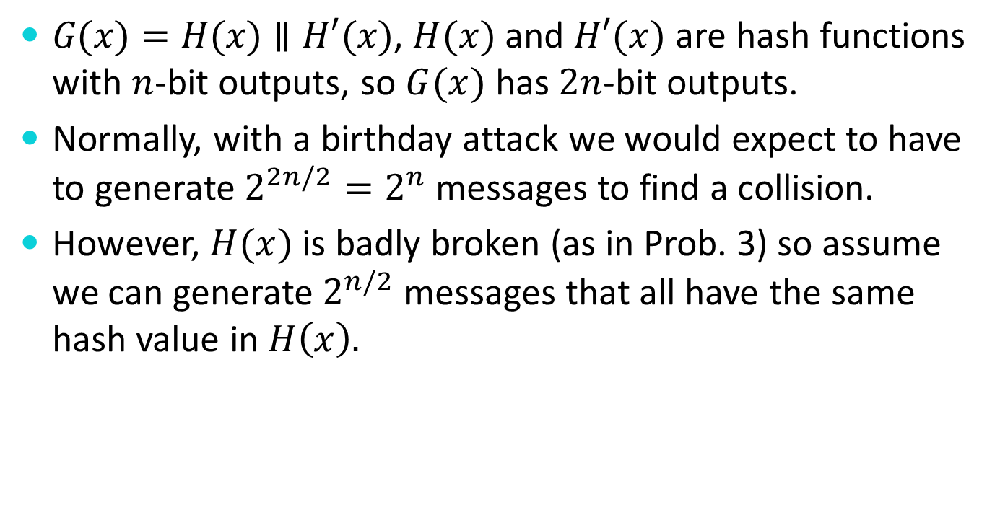 • G(x) = H(x) ∥ H′(x), H(x) and H′(x) are hash functions
with n-bit outputs, so G(x) has 2n-bit outputs.
• Normally, with a birthday attack we would expect to have
to generate 2^{2n/2} = 2^n messages to find a collision.
• However, H(x) is badly broken (as in Prob. 3) so assume
we can generate 2^{n/2} messages that all have the same
hash value in H(x).